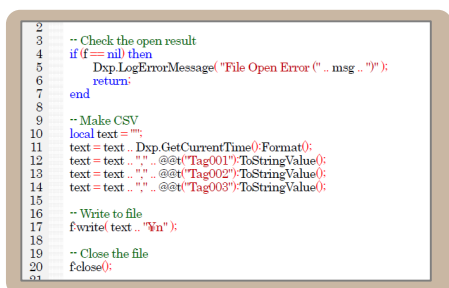 2
3 -- Check the open result
4 if (f == nil) then
5 Dxp.LogErrorMessage( "File Open Error (" .. msg .. ")" );
6 return;
7 end
8
9 -- Make CSV
10 local text = "";
11 text = text .. Dxp.GetCurrentTime():Format();
12 text = text .. "," .. @@t("Tag001"):ToStringValue();
13 text = text .. "," .. @@t("Tag002"):ToStringValue();
14 text = text .. "," .. @@t("Tag003"):ToStringValue();
15
16 -- Write to file
17 f:write( text .. "¥n" );
18
19 -- Close the file
20 f:close();
21